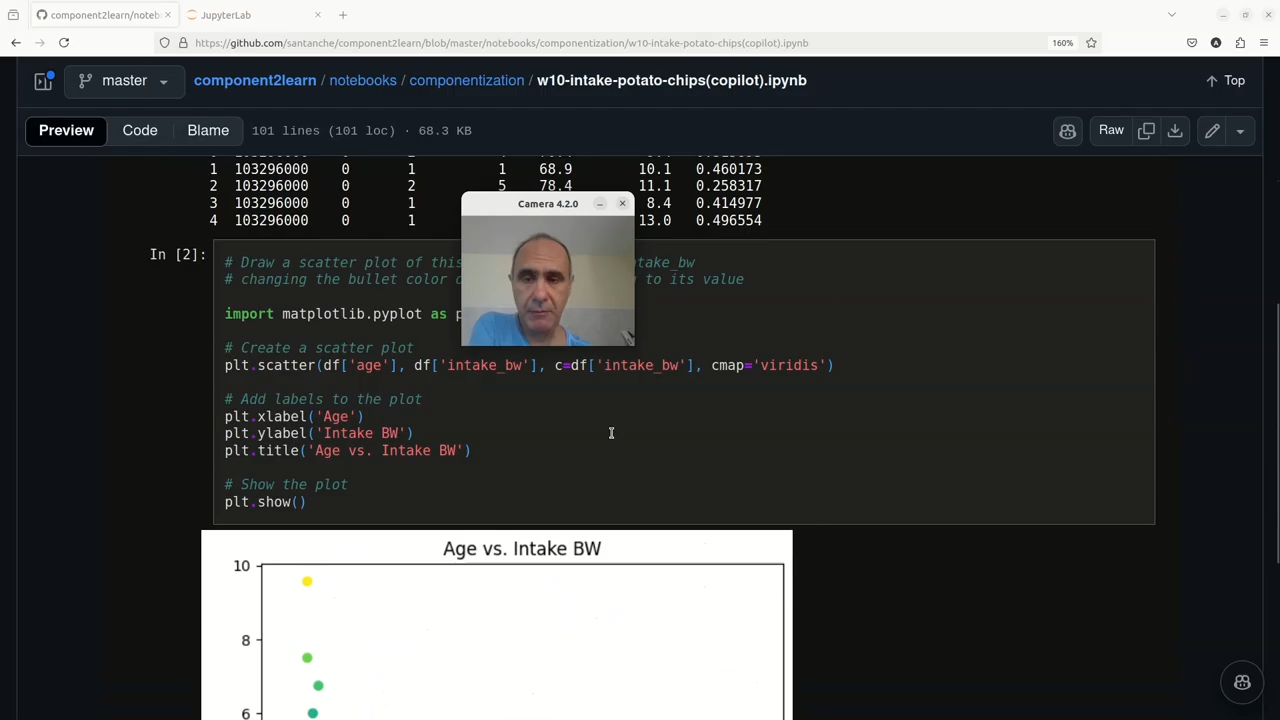 component2learn/noteb
JupyterLab
https://github.com/santanche/component2learn/blob/master/notebooks/componentization/w10-intake-potato-chips(copilot).ipynb
160%
master
component2learn / notebooks / componentization / w10-intake-potato-chips(copilot).ipynb
Top
Preview Code Blame 101 lines (101 loc) · 68.3 KB
Raw
1 103296000 0 1 1 68.9 10.1 0.460173
2 103296000 0 2 5 78.4 11.1 0.258317
3 103296000 0 1 8.4 0.414977
4 103296000 0 1 13.0 0.496554
Camera 4.2.0
In [2]:
# Draw a scatter plot of this
# changing the bullet color to its value
import matplotlib.pyplot as p
# Create a scatter plot
plt.scatter(df['age'], df['intake_bw'], c=df['intake_bw'], cmap='viridis')
# Add labels to the plot
plt.xlabel('Age')
plt.ylabel('Intake BW')
plt.title('Age vs. Intake BW')
# Show the plot
plt.show()
Age vs. Intake BW
10
8
6